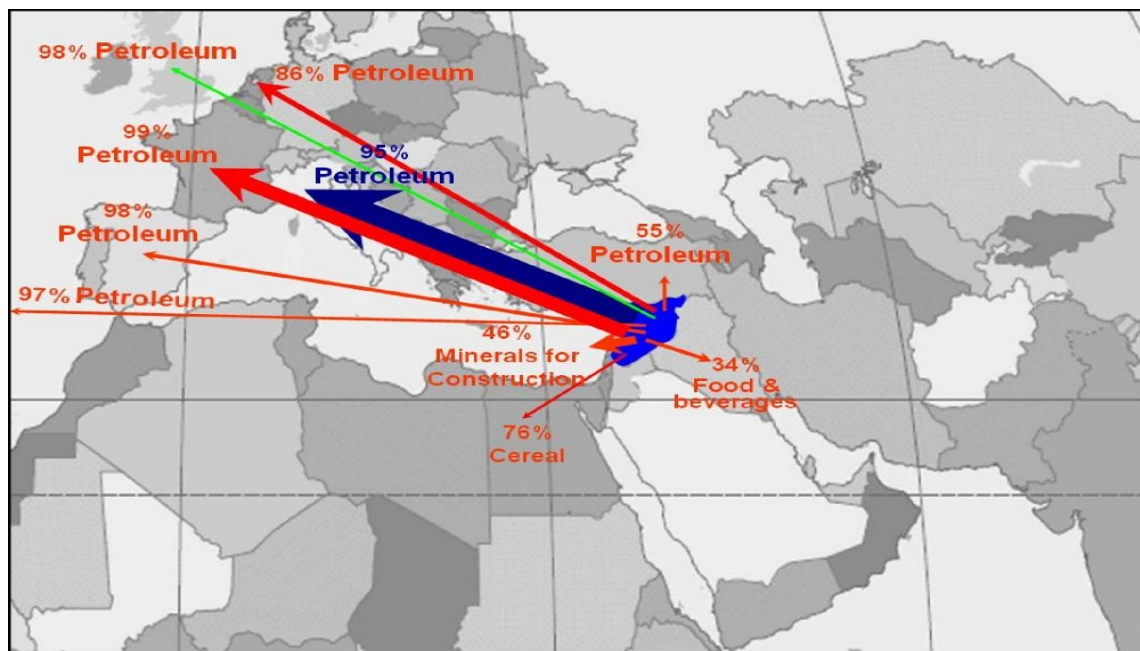 98% Petroleum
86% Petroleum
99%
Petroleum
95%
Petroleum
98%
Petroleum
55%
Petroleum
97% Petroleum
46%
Minerals for
Construction
34%
Food &
beverages
76%
Cereal